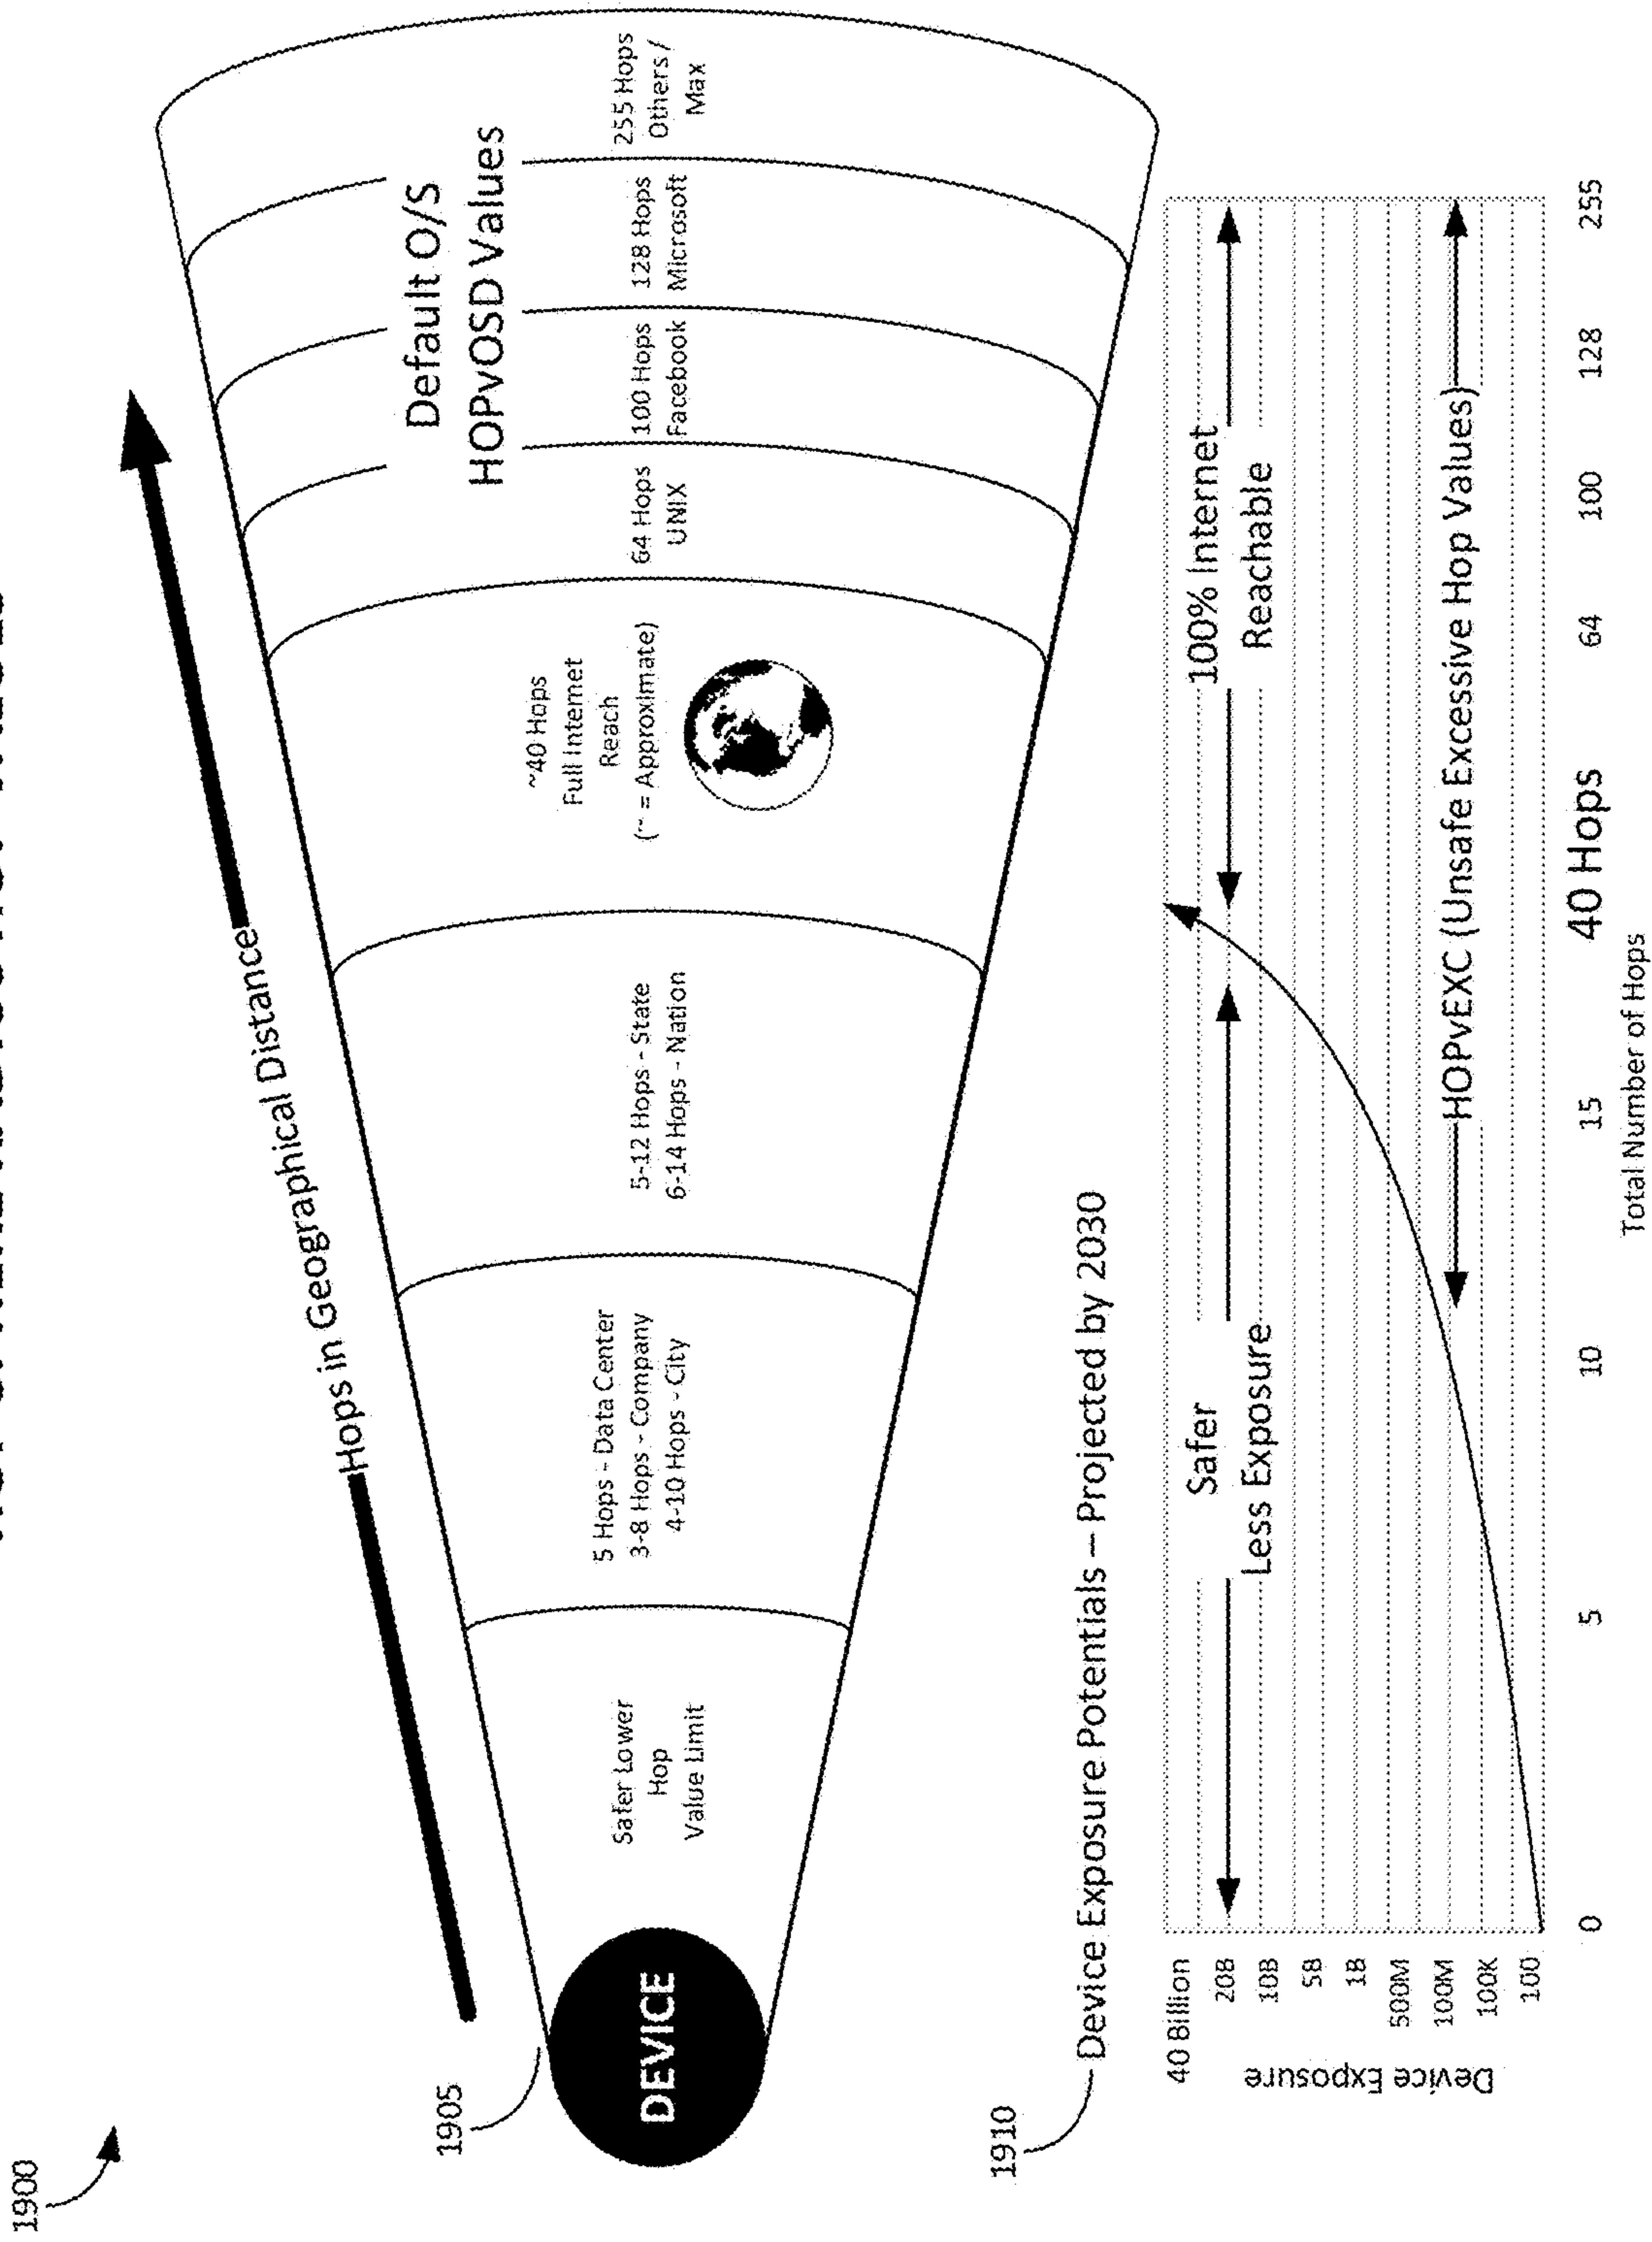 1900
Hops in Geographical Distance
1905
DEVICE
Safer Lower
Hop
Value Limit
5 Hops - Data Center
3-8 Hops - Company
4-10 Hops - City
5-12 Hops - State
6-14 Hops - Nation
~40 Hops
Full Internet
Reach
(~ = Approximate)
Default O/S
HOPvOSD Values
64 Hops
UNIX
100 Hops
Facebook
128 Hops
Microsoft
255 Hops
Others /
Max
1910
Device Exposure Potentials – Projected by 2030
Device Exposure
40 Billion
20B
10B
5B
1B
500M
100M
100K
100
Safer
Less Exposure
100% Internet
Reachable
HOPvEXC (Unsafe Excessive Hop Values)
0 5 10 15 40 Hops 64 100 128 255
Total Number of Hops